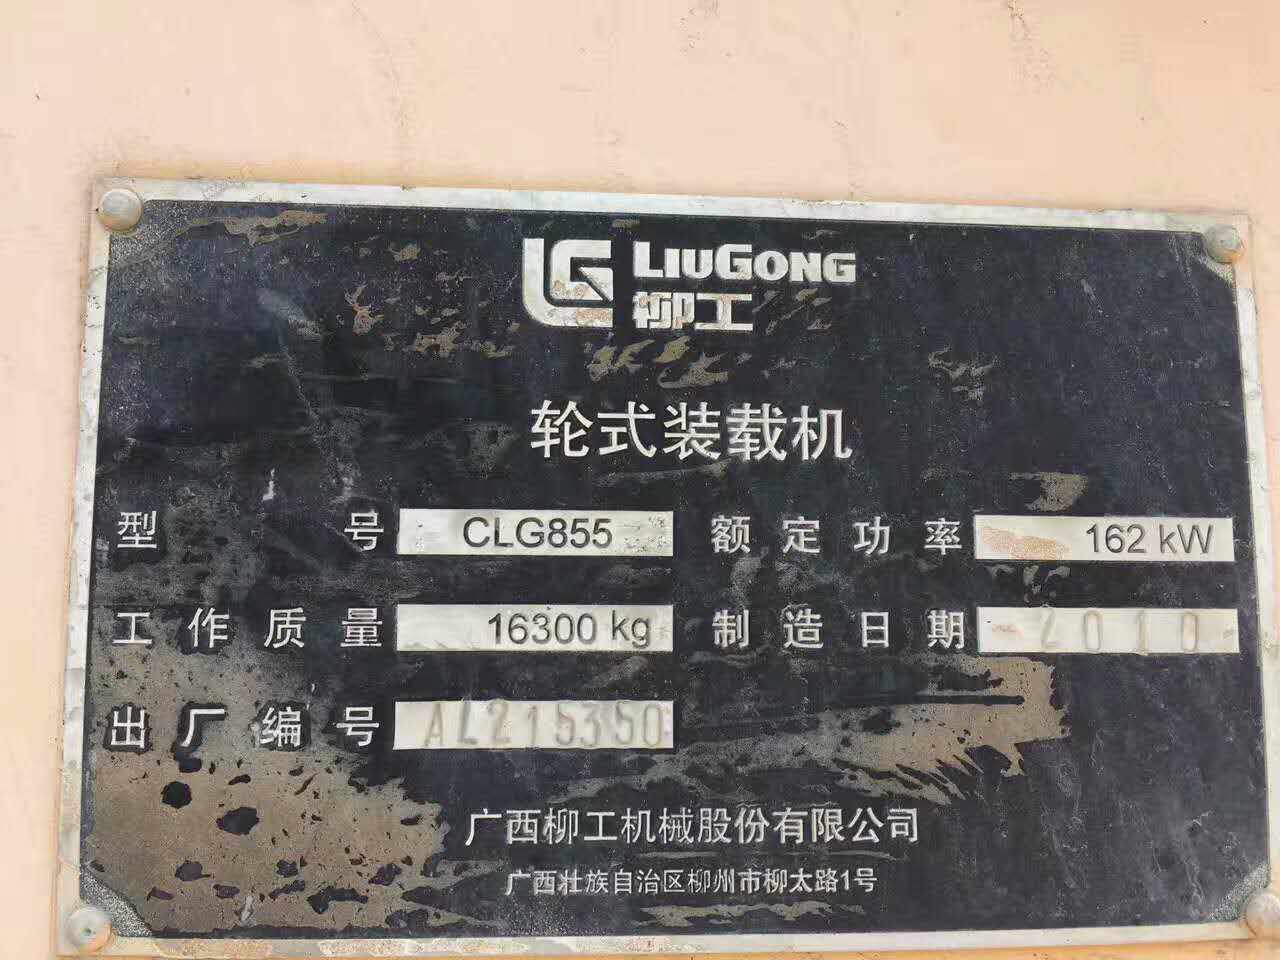 LG LIUGONG
柳工
轮式装载机
型号 CLG855 额定功率 162 kW
工作质量 16300 kg 制造日期 2010
出厂编号 AL215350
广西柳工机械股份有限公司
广西壮族自治区柳州市柳太路1号